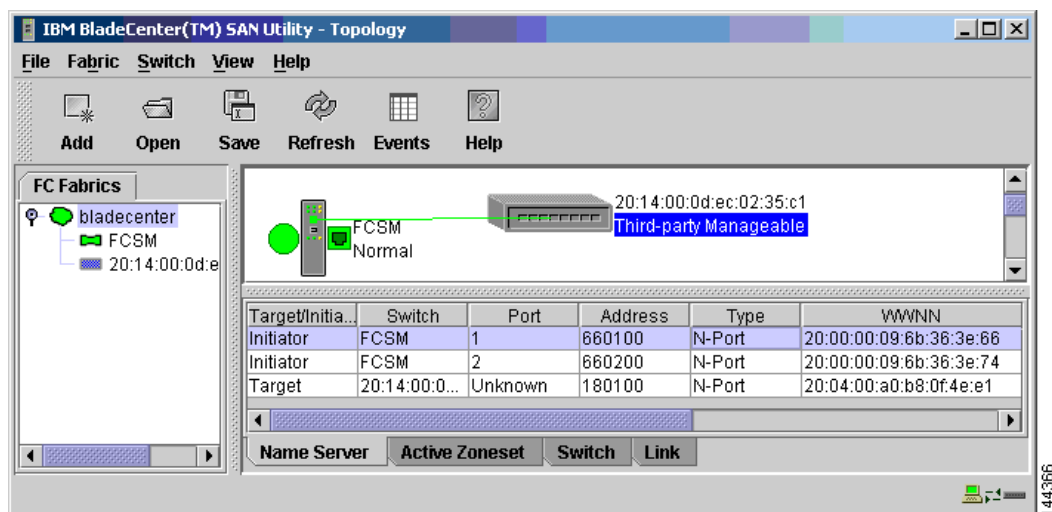 IBM BladeCenter(TM) SAN Utility - Topology
File Fabric Switch View Help
Add Open Save Refresh Events Help
FC Fabrics
bladecenter
FCSM
20:14:00:0d:e
FCSM
Normal
20:14:00:0d:ec:02:35:c1
Third-party Manageable
Target/Initia... Switch Port Address Type WWNN
Initiator FCSM 1 660100 N-Port 20:00:00:09:6b:36:3e:66
Initiator FCSM 2 660200 N-Port 20:00:00:09:6b:36:3e:74
Target 20:14:00:0... Unknown 180100 N-Port 20:04:00:a0:b8:0f:4e:e1
Name Server Active Zoneset Switch Link
44366